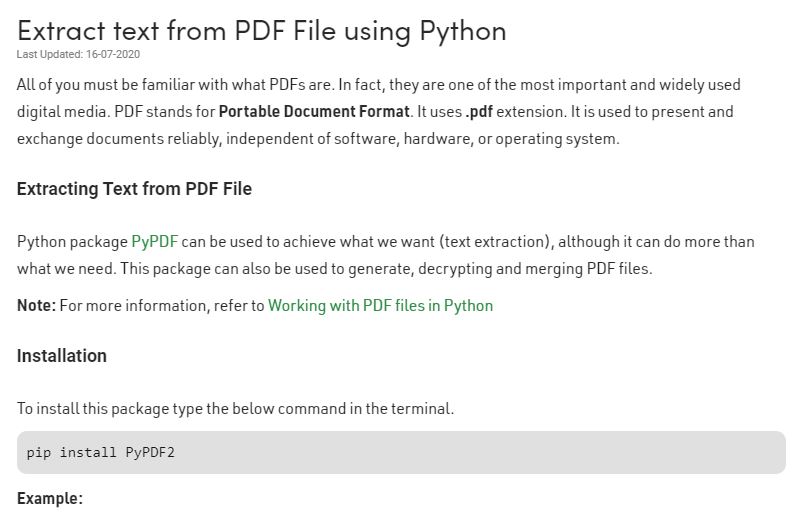 Extract text from PDF File using Python
Last Updated: 16-07-2020
All of you must be familiar with what PDFs are. In fact, they are one of the most important and widely used
digital media. PDF stands for Portable Document Format. It uses .pdf extension. It is used to present and
exchange documents reliably, independent of software, hardware, or operating system.
Extracting Text from PDF File
Python package PyPDF can be used to achieve what we want (text extraction), although it can do more than
what we need. This package can also be used to generate, decrypting and merging PDF files.
Note: For more information, refer to Working with PDF files in Python
Installation
To install this package type the below command in the terminal.
pip install PyPDF2
Example: